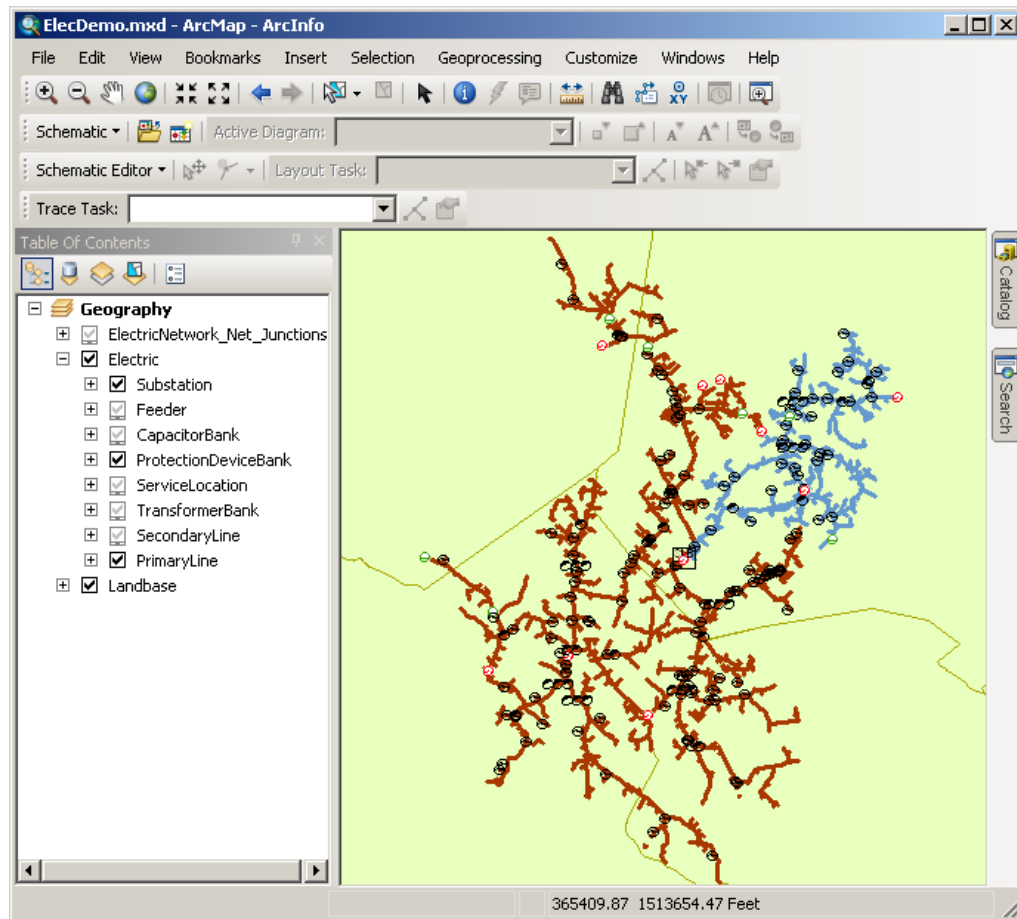 ElecDemo.mxd - ArcMap - ArcInfo
File Edit View Bookmarks Insert Selection Geoprocessing Customize Windows Help
XY
Schematic Active Diagram: A A
Schematic Editor Layout Task:
Trace Task:
Table Of Contents
Geography
ElectricNetwork_Net_Junctions
Electric
Substation
Feeder
CapacitorBank
ProtectionDeviceBank
ServiceLocation
TransformerBank
SecondaryLine
PrimaryLine
Landbase
Catalog
Search
365409.87 1513654.47 Feet